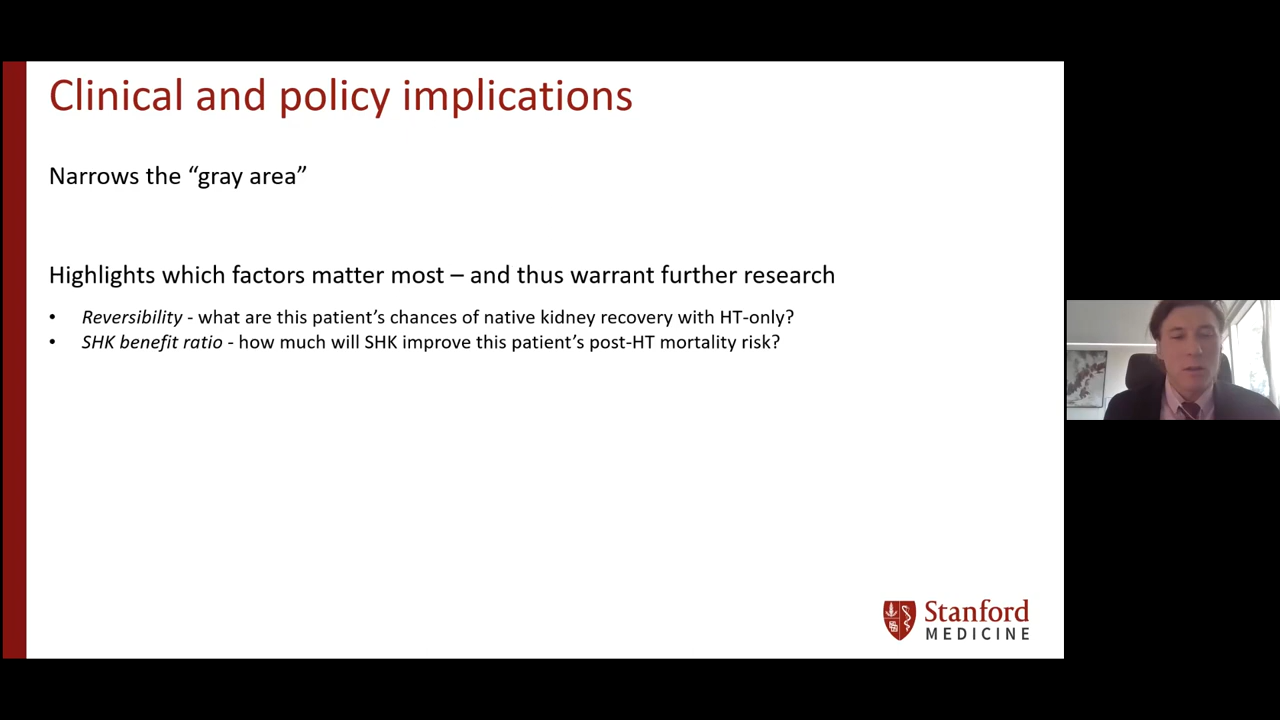 Clinical and policy implications
Narrows the “gray area”
Highlights which factors matter most – and thus warrant further research
• Reversibility - what are this patient’s chances of native kidney recovery with HT-only?
• SHK benefit ratio - how much will SHK improve this patient’s post-HT mortality risk?
Stanford
MEDICINE